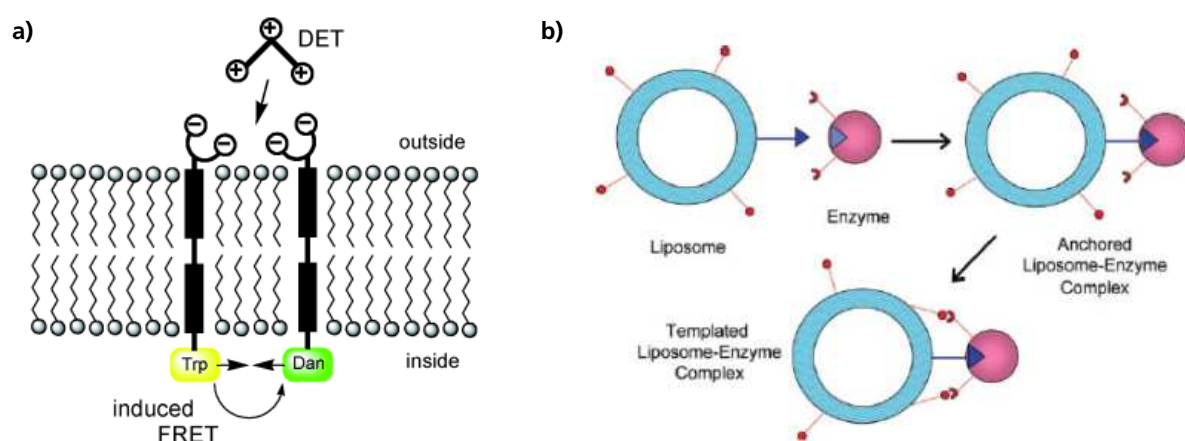 a)
DET
+
+
+
−
−
−
−
outside
Trp
Dan
inside
induced
FRET
b)
Liposome
Enzyme
Anchored
Liposome-Enzyme
Complex
Templated
Liposome-Enzyme
Complex